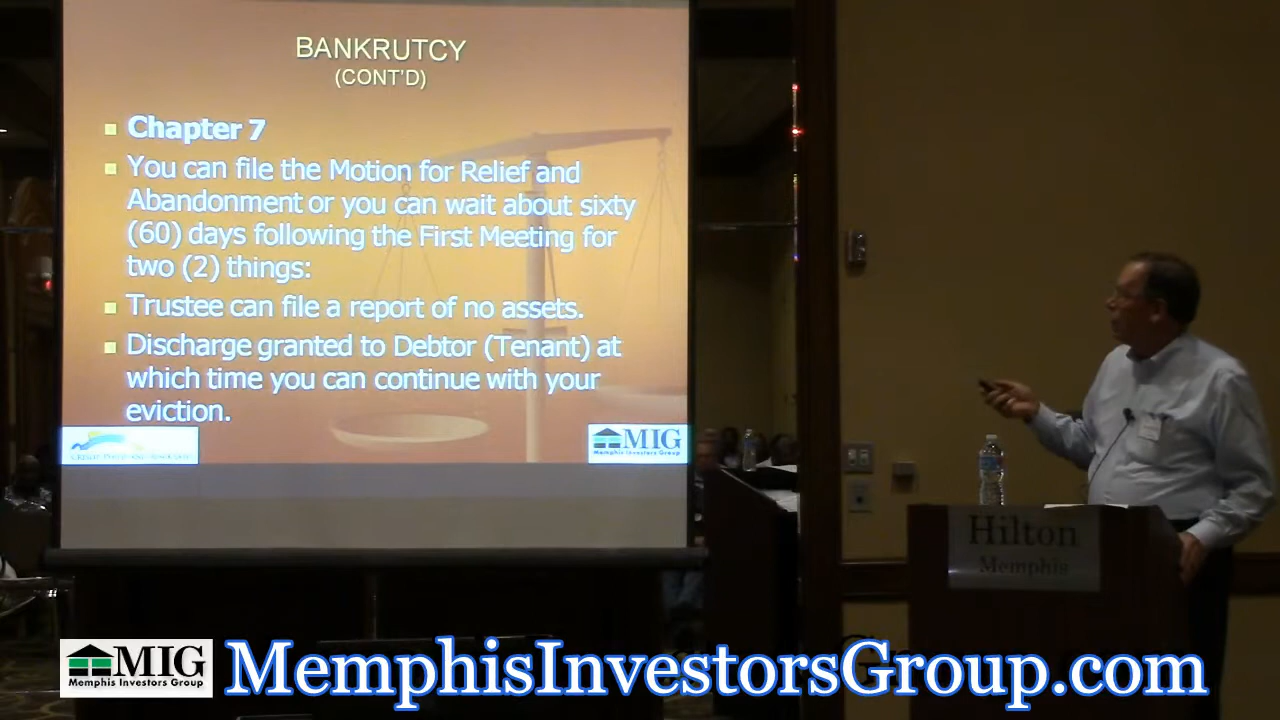 BANKRUTCY
(CONT'D)
Chapter 7
You can file the Motion for Relief and
Abandonment or you can wait about sixty
(60) days following the First Meeting for
two (2) things:
Trustee can file a report of no assets.
Discharge granted to Debtor (Tenant) at
which time you can continue with your
eviction.
MIG
Memphis Investors Group
Hilton
Memphis
MIG
Memphis Investors Group
MemphisInvestorsGroup.com